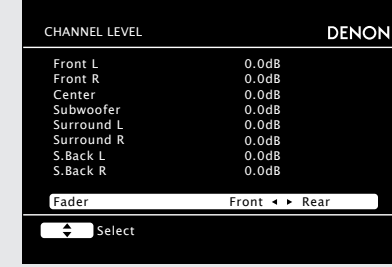 CHANNEL LEVEL DENON
Front L 0.0dB
Front R 0.0dB
Center 0.0dB
Subwoofer 0.0dB
Surround L 0.0dB
Surround R 0.0dB
S.Back L 0.0dB
S.Back R 0.0dB
Fader Front ◄ ► Rear
Select